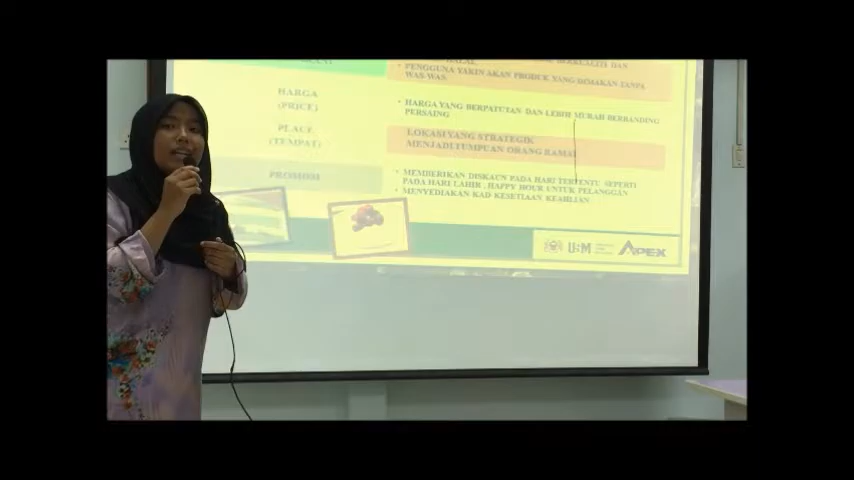 PENGGUNA YAKIN AKAN PRODUK YANG DIMAKAN TANPA
WAS-WAS
HARGA
(PRICE)
• HARGA YANG BERPATUTAN DAN LEBIH MURAH BERBANDING
PERSAING
PLACE
(TEMPAT)
LOKASI YANG STRATEGIK
MENJADI TUMPUAN ORANG RAMAI
PROMOSI
• MEMBERIKAN DISKAUN PADA HARI TERTENTU SEPERTI
PADA HARI LAHIR, HAPPY HOUR UNTUK PELANGGAN
• MENYEDIAKAN KAD KESETIAAN KEAHLIAN
USM
APEX